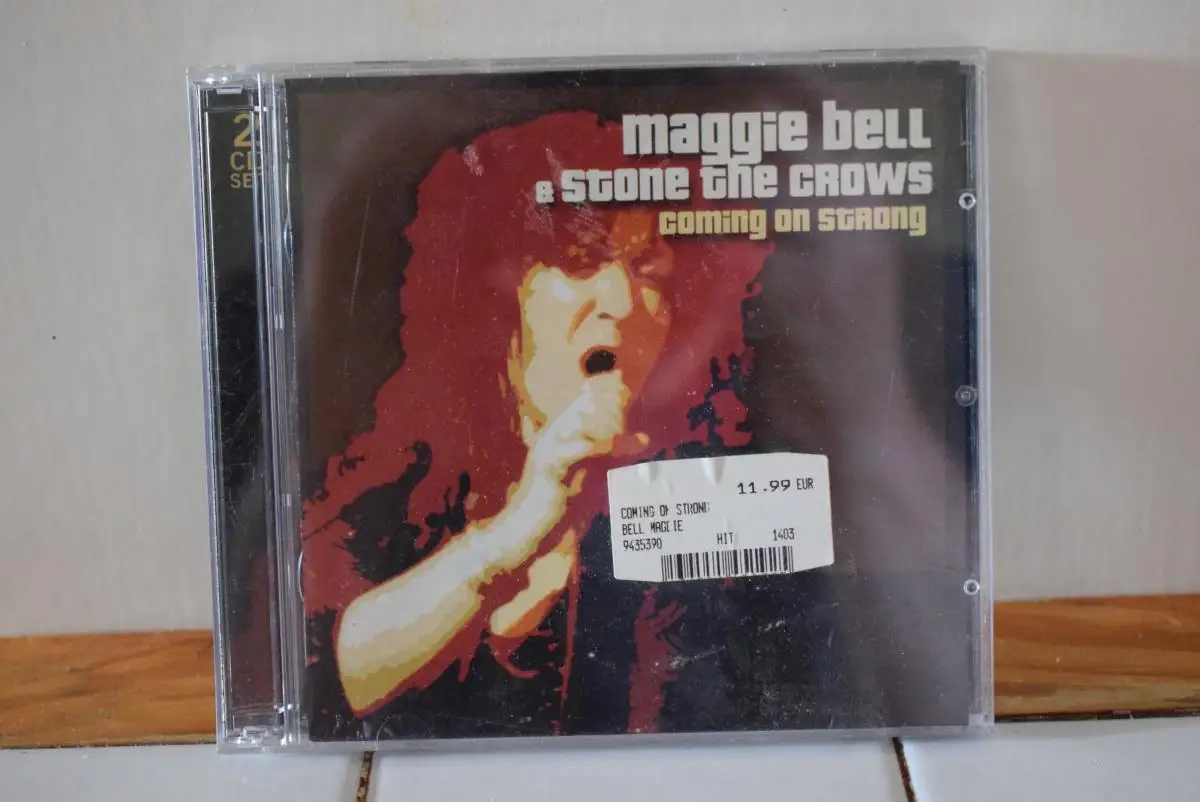 2
CD
SET
maggie bell
& stone the crows
coming on strong
11.99 EUR
COMING ON STRONG
BELL MAGGIE
9435390 HIT 1403